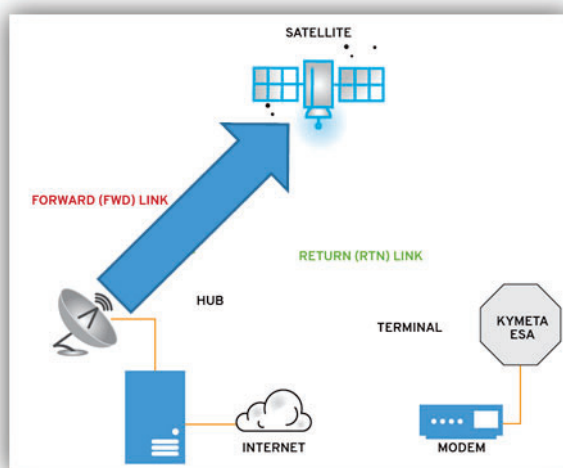 SATELLITE
FORWARD (FWD) LINK
RETURN (RTN) LINK
HUB
TERMINAL
KYMETA
ESA
INTERNET
MODEM